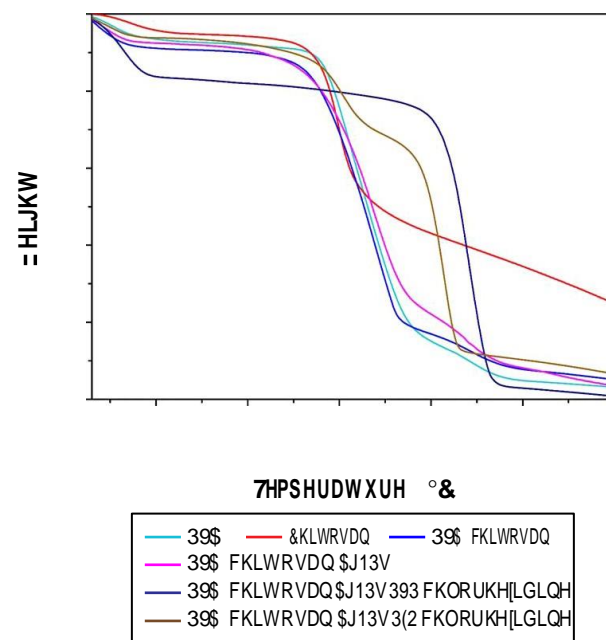 = HLJKW
7HPSHUDWXUH °&
39$ &KLWRVDQ 39$ FKLWRVDQ
39$ FKLWRVDQ $J13V
39$ FKLWRVDQ $J13V 393 FKORUKH[LGLQH
39$ FKLWRVDQ $J13V 3(2 FKORUKH[LGLQH